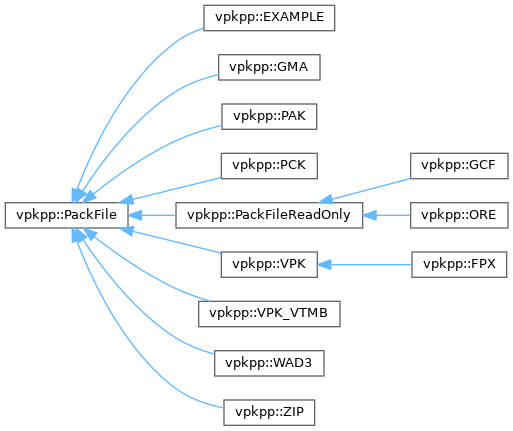 vpkpp::EXAMPLE
vpkpp::GMA
vpkpp::PAK
vpkpp::PCK
vpkpp::GCF
vpkpp::PackFile
vpkpp::PackFileReadOnly
vpkpp::ORE
vpkpp::VPK
vpkpp::FPX
vpkpp::VPK_VTMB
vpkpp::WAD3
vpkpp::ZIP